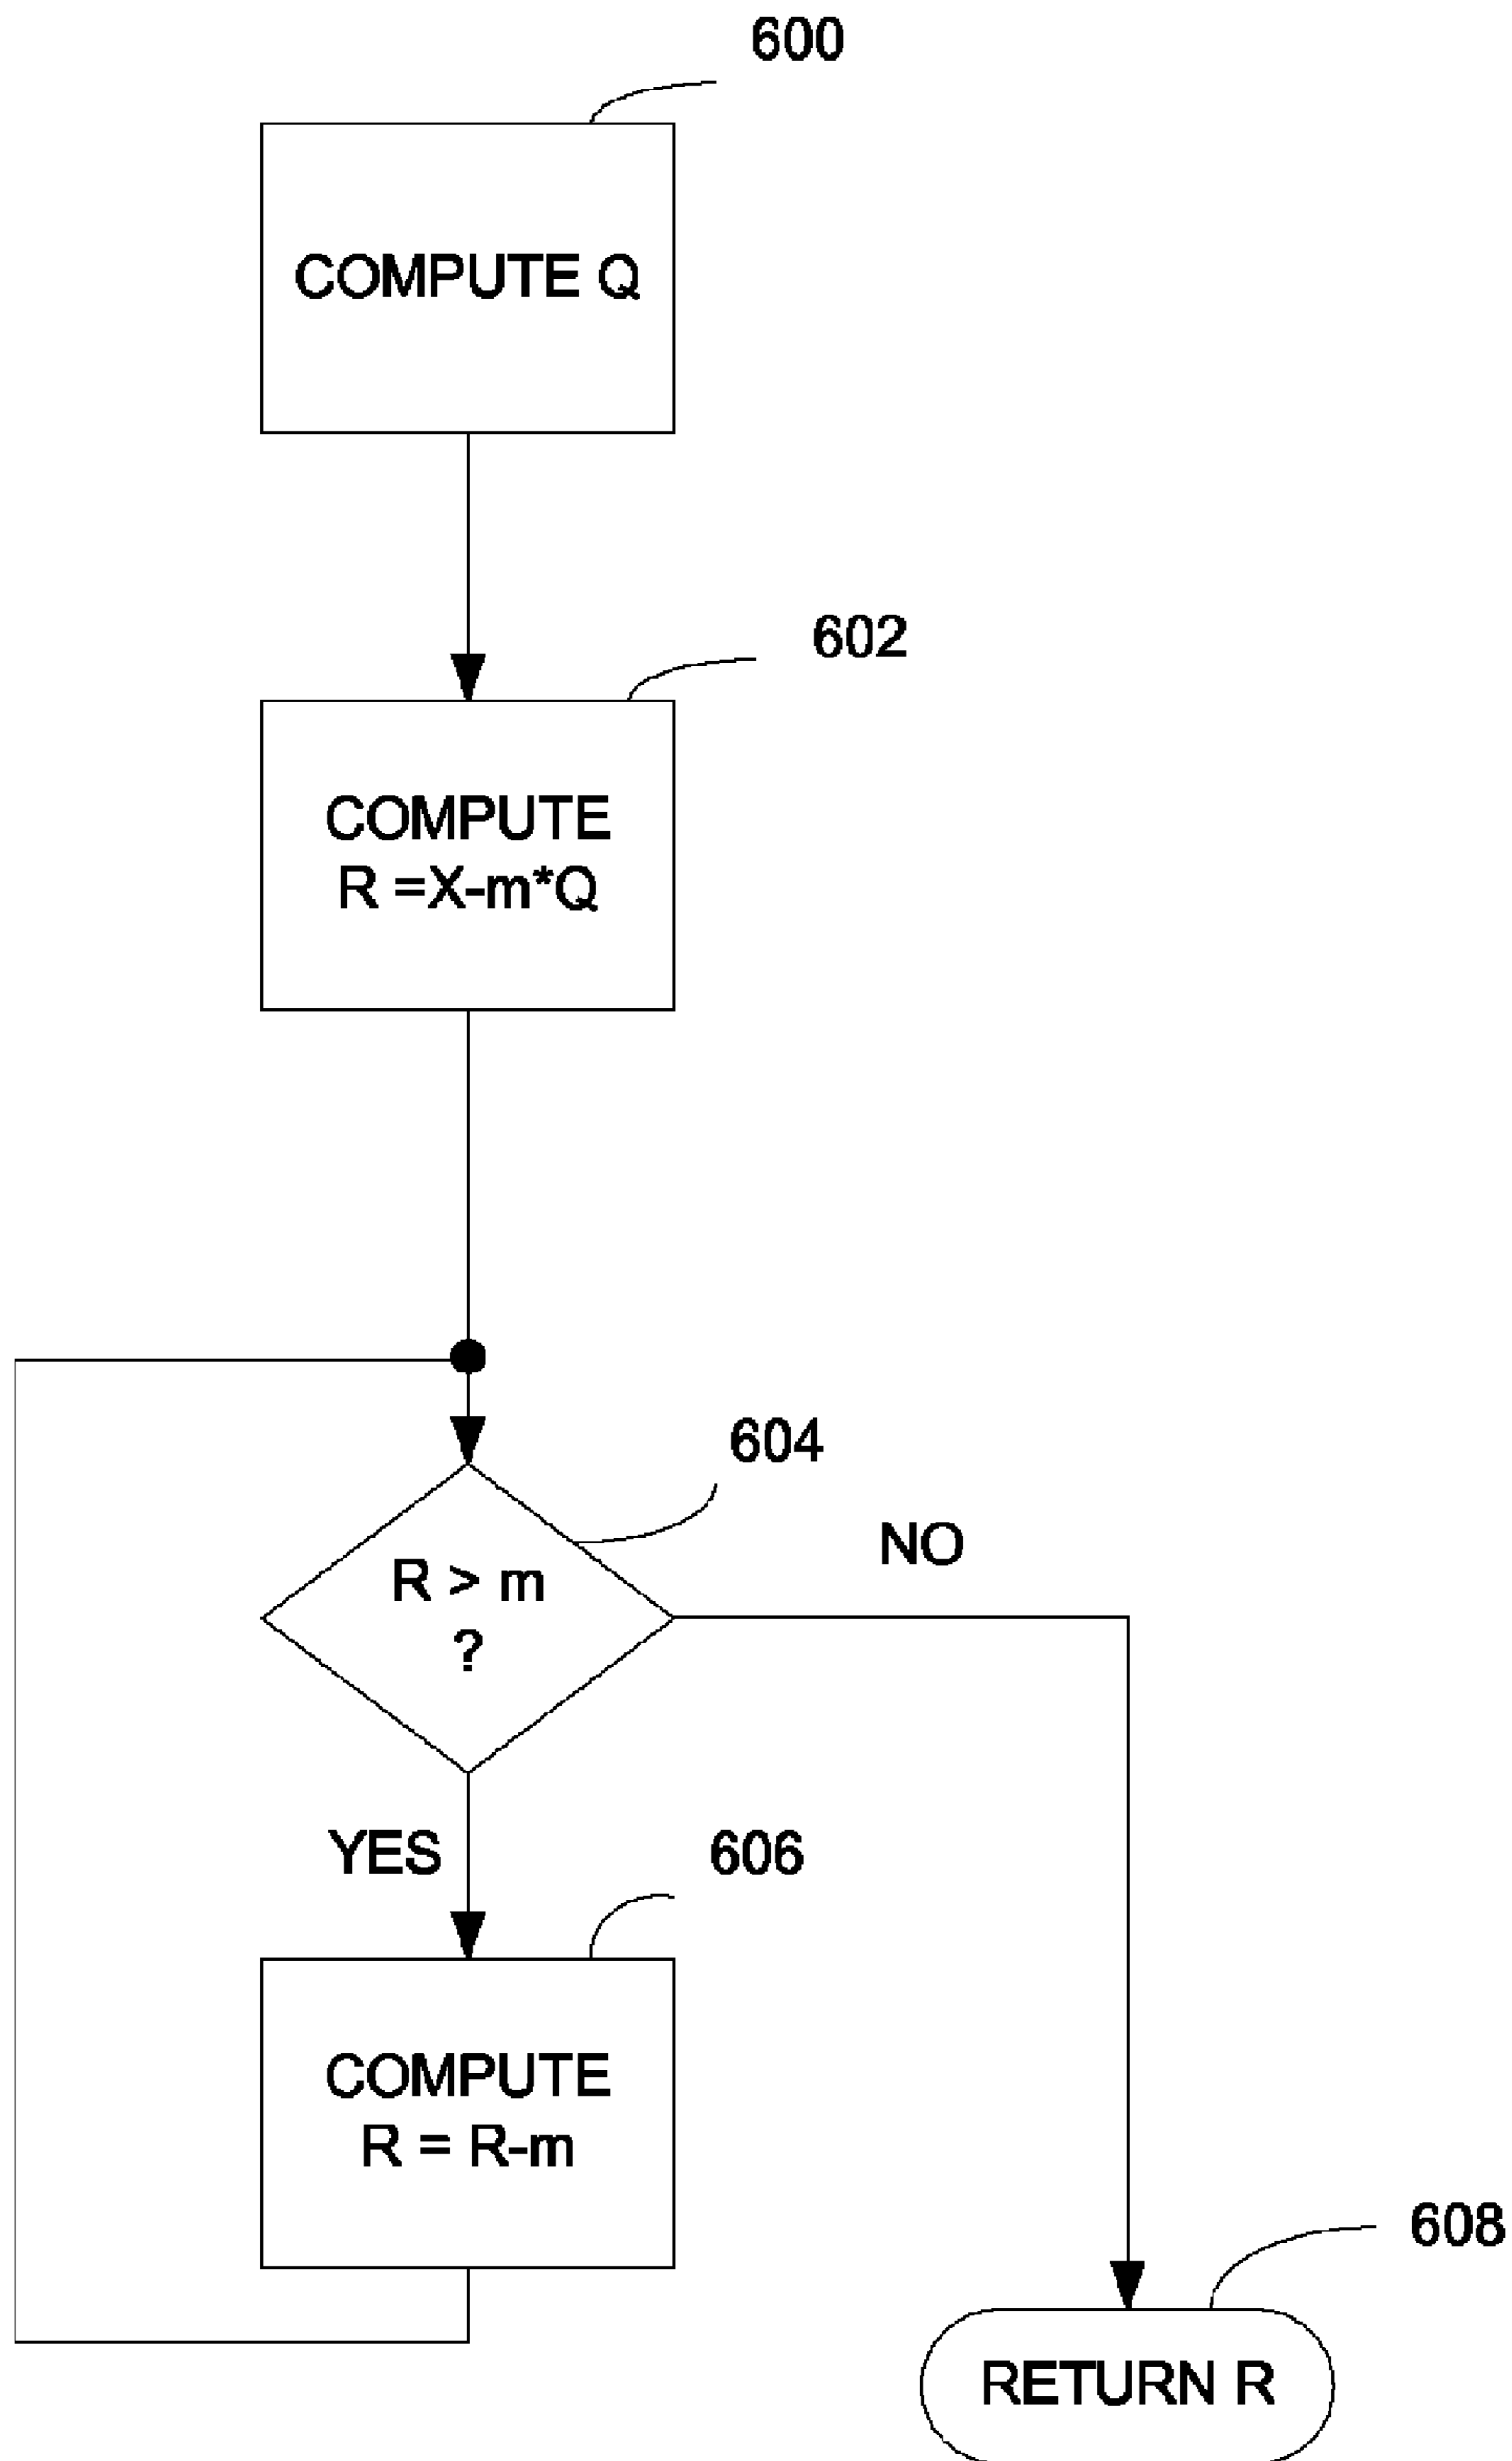 600
COMPUTE Q
602
COMPUTE
R =X-m*Q
604
NO
R > m
?
YES
606
COMPUTE
R = R-m
608
RETURN R